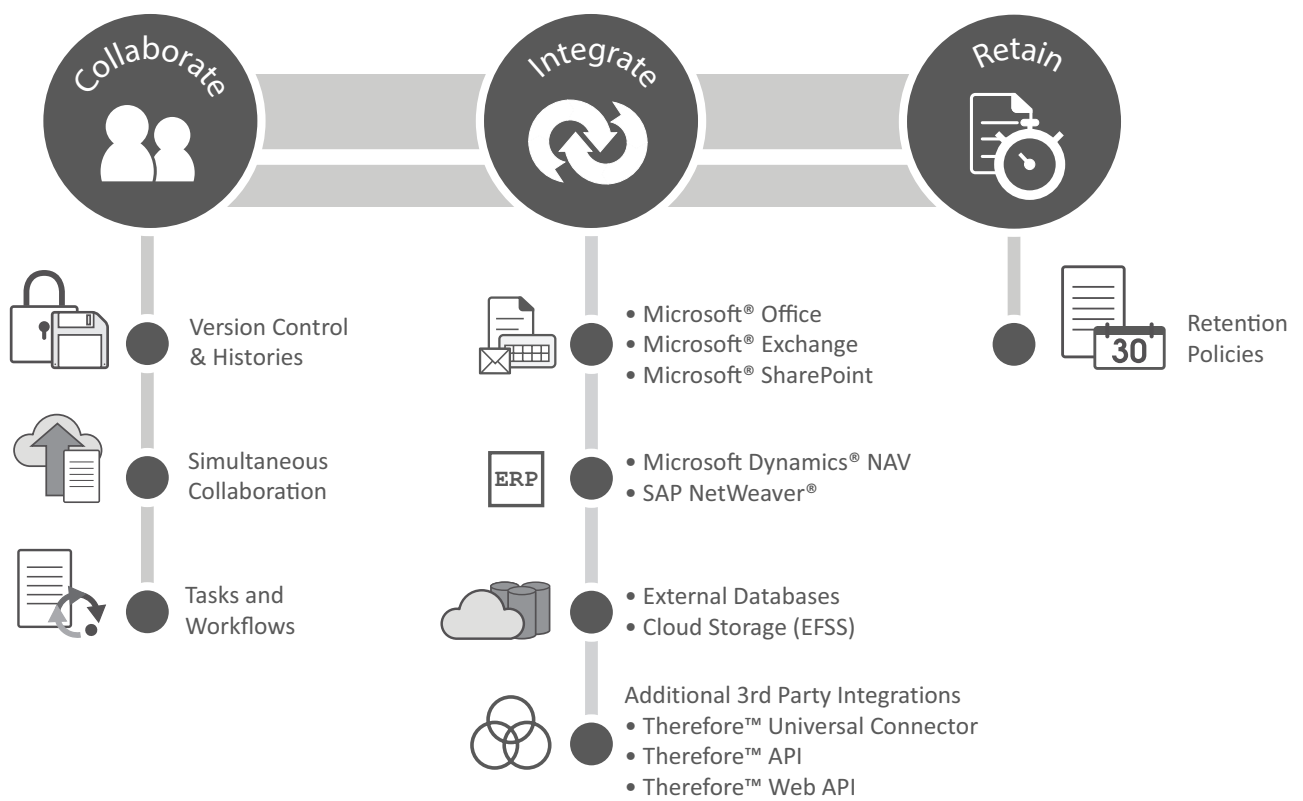 Collaborate
Integrate
Retain
Version Control
& Histories
Simultaneous
Collaboration
Tasks and
Workflows
• Microsoft® Office
• Microsoft® Exchange
• Microsoft® SharePoint
ERP
• Microsoft Dynamics® NAV
• SAP NetWeaver®
• External Databases
• Cloud Storage (EFSS)
Additional 3rd Party Integrations
• Therefore™ Universal Connector
• Therefore™ API
• Therefore™ Web API
30
Retention
Policies